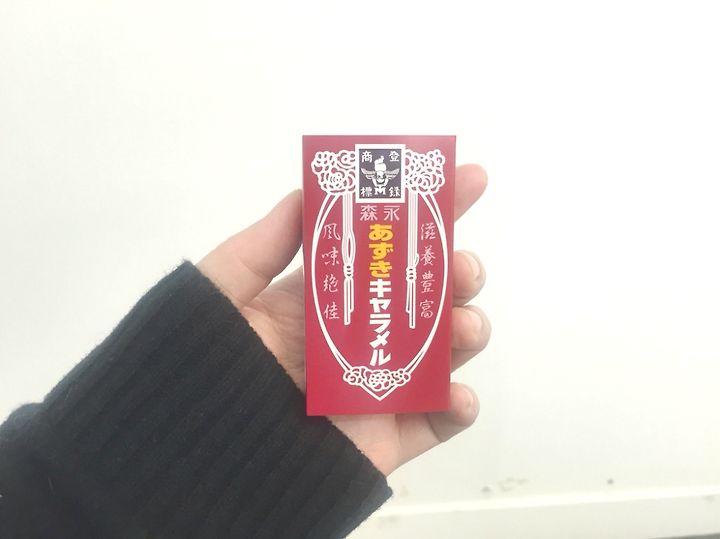 登録
商標
森永
滋養豊富
あずきキャラメル
風味絶佳